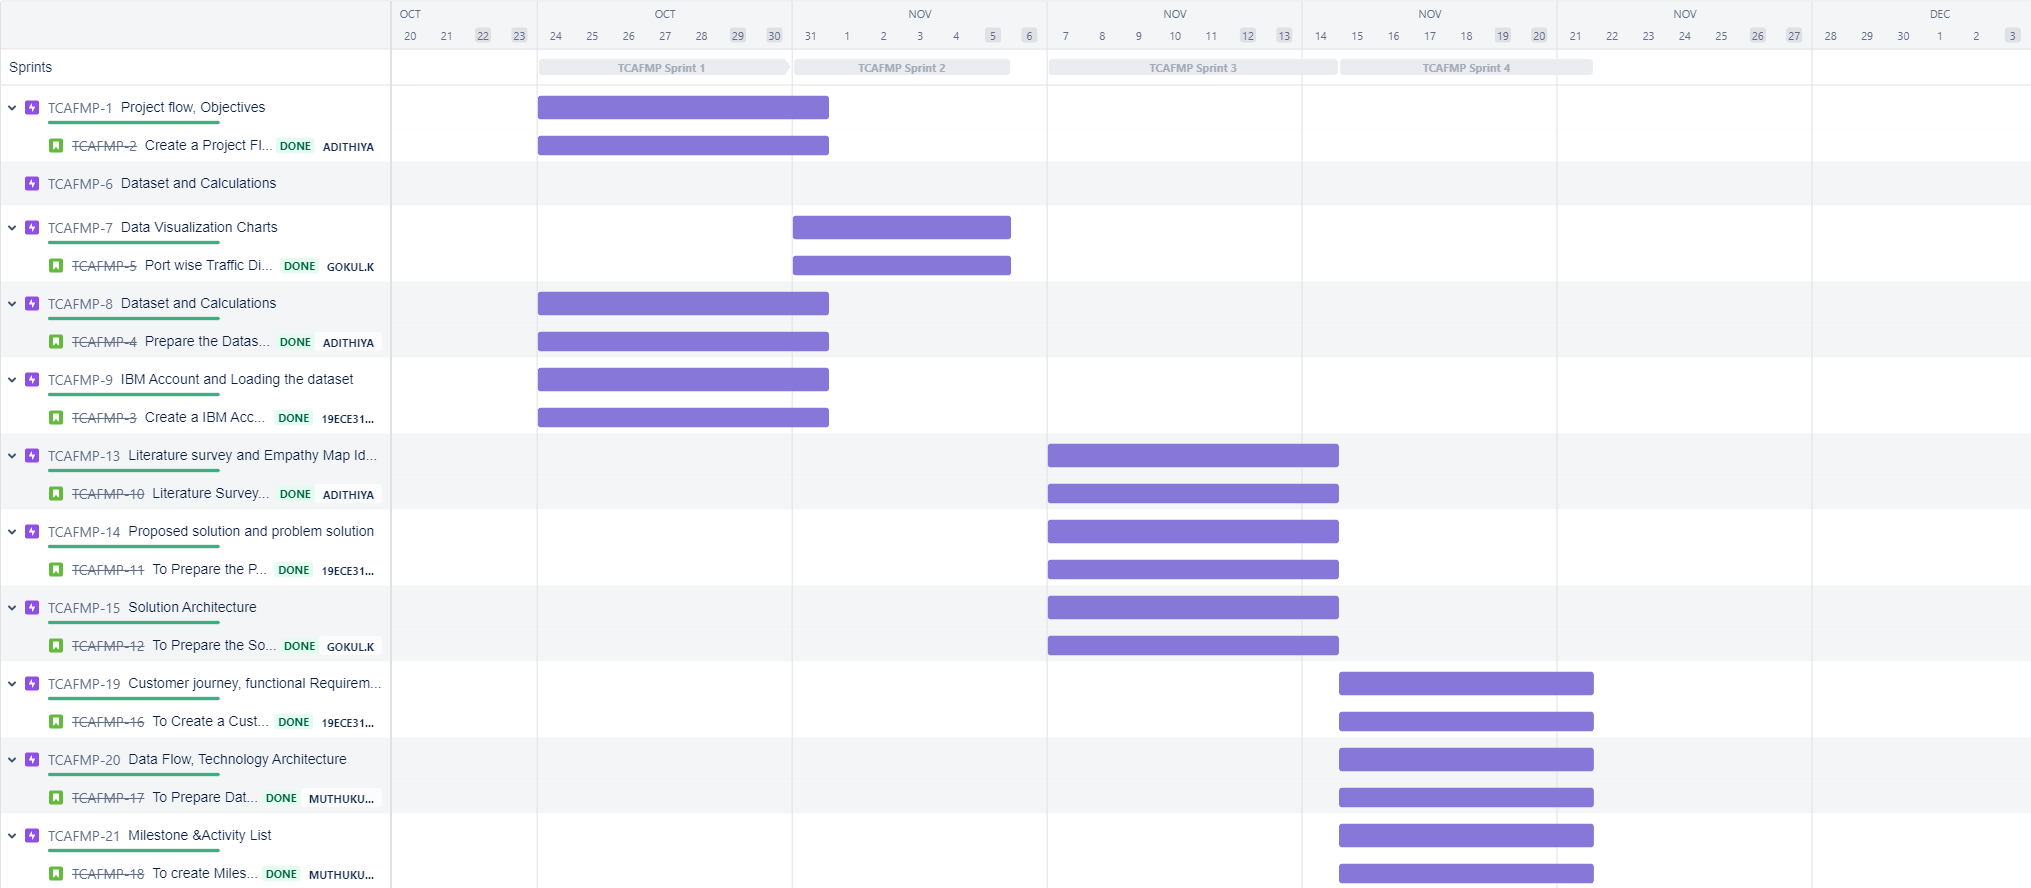 OCT OCT NOV NOV NOV NOV DEC
20 21 22 23 24 25 26 27 28 29 30 31 1 2 3 4 5 6 7 8 9 10 11 12 13 14 15 16 17 18 19 20 21 22 23 24 25 26 27 28 29 30 1 2 3
Sprints TCAFMP Sprint 1 TCAFMP Sprint 2 TCAFMP Sprint 3 TCAFMP Sprint 4
TCAFMP-1 Project flow, Objectives
TCAFMP-2 Create a Project Fl... DONE ADITHIYA
TCAFMP-6 Dataset and Calculations
TCAFMP-7 Data Visualization Charts
TCAFMP-5 Port wise Traffic Di... DONE GOKUL.K
TCAFMP-8 Dataset and Calculations
TCAFMP-4 Prepare the Datas... DONE ADITHIYA
TCAFMP-9 IBM Account and Loading the dataset
TCAFMP-3 Create a IBM Acc... DONE 19ECE31...
TCAFMP-13 Literature survey and Empathy Map Id...
TCAFMP-10 Literature Survey... DONE ADITHIYA
TCAFMP-14 Proposed solution and problem solution
TCAFMP-11 To Prepare the P... DONE 19ECE31...
TCAFMP-15 Solution Architecture
TCAFMP-12 To Prepare the So... DONE GOKUL.K
TCAFMP-19 Customer journey, functional Requirem...
TCAFMP-16 To Create a Cust... DONE 19ECE31...
TCAFMP-20 Data Flow, Technology Architecture
TCAFMP-17 To Prepare Dat... DONE MUTHUKU...
TCAFMP-21 Milestone &Activity List
TCAFMP-18 To create Miles... DONE MUTHUKU...